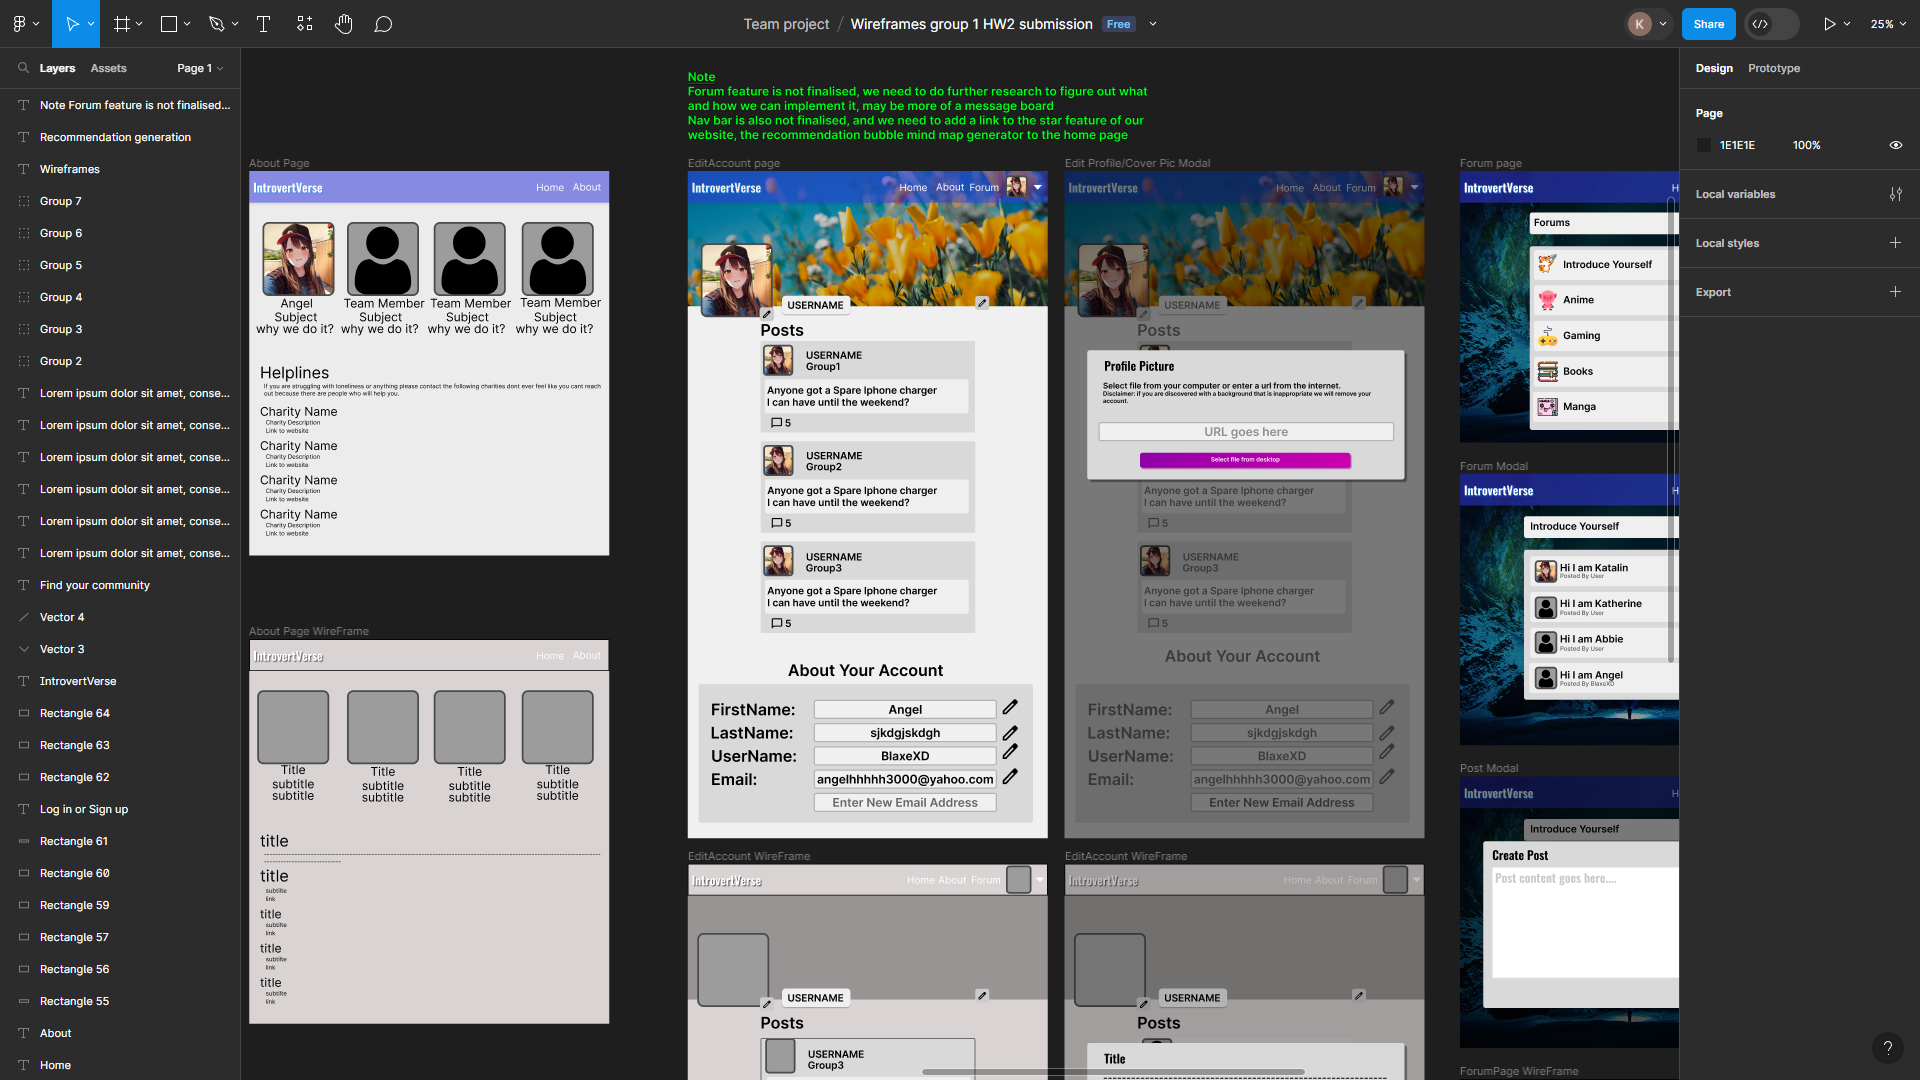 Team project / Wireframes group 1 HW2 submission Free
K
Share
25%
Layers Assets Page 1
Note Forum feature is not finalised...
Recommendation generation
Wireframes
Group 7
Group 6
Group 5
Group 4
Group 3
Group 2
Lorem ipsum dolor sit amet, conse...
Lorem ipsum dolor sit amet, conse...
Lorem ipsum dolor sit amet, conse...
Lorem ipsum dolor sit amet, conse...
Lorem ipsum dolor sit amet, conse...
Lorem ipsum dolor sit amet, conse...
Find your community
Vector 4
Vector 3
IntrovertVerse
Rectangle 64
Rectangle 63
Rectangle 62
Log in or Sign up
Rectangle 61
Rectangle 60
Rectangle 59
Rectangle 57
Rectangle 56
Rectangle 55
About
Home
Note
Forum feature is not finalised, we need to do further research to figure out what
and how we can implement it, may be more of a message board
Nav bar is also not finalised, and we need to add a link to the star feature of our
website, the recommendation bubble mind map generator to the home page
About Page
IntrovertVerse Home About
Angel
Subject
why we do it?
Team Member
Subject
why we do it?
Team Member
Subject
why we do it?
Team Member
Subject
why we do it?
Helplines
If you are struggling with loneliness or anything please contact the following charities dont ever feel like you cant reach
out because there are people who will help you.
Charity Name
Charity Description
Link to website
Charity Name
Charity Description
Link to website
Charity Name
Charity Description
Link to website
Charity Name
Charity Description
Link to website
About Page WireFrame
IntrovertVerse Home About
Title
subtitle
subtitle
Title
subtitle
subtitle
Title
subtitle
subtitle
Title
subtitle
subtitle
title
title
subtilte
link
title
subtilte
link
title
subtilte
link
title
subtilte
link
EditAccount page
IntrovertVerse Home About Forum
USERNAME
Posts
USERNAME
Group1
Anyone got a Spare Iphone charger
I can have until the weekend?
5
USERNAME
Group2
Anyone got a Spare Iphone charger
I can have until the weekend?
5
USERNAME
Group3
Anyone got a Spare Iphone charger
I can have until the weekend?
5
About Your Account
FirstName: Angel
LastName: sjkdgjskdgh
UserName: BlaxeXD
Email: angelhhhhh3000@yahoo.com
Enter New Email Address
EditAccount WireFrame
IntrovertVerse Home About Forum
USERNAME
Posts
USERNAME
Group3
Edit Profile/Cover Pic Modal
IntrovertVerse Home About Forum
USERNAME
Posts
Profile Picture
Select file from your computer or enter a url from the internet.
Disclaimer: if you are discovered with a background that is inappropriate we will remove your
account.
URL goes here
Select file from desktop
Anyone got a Spare Iphone charger
I can have until the weekend?
5
USERNAME
Group3
Anyone got a Spare Iphone charger
I can have until the weekend?
5
About Your Account
FirstName: Angel
LastName: sjkdgjskdgh
UserName: BlaxeXD
Email: angelhhhhh3000@yahoo.com
Enter New Email Address
EditAccount WireFrame
IntrovertVerse Home About Forum
USERNAME
Posts
Title
Forum page
IntrovertVerse H
Forums
Introduce Yourself
Anime
Gaming
Books
Manga
Forum Modal
IntrovertVerse H
Introduce Yourself
Hi I am Katalin
Posted By User
Hi I am Katherine
Posted By User
Hi I am Abbie
Posted By User
Hi I am Angel
Posted By BlaxeXD
Post Modal
IntrovertVerse H
Introduce Yourself
Create Post
Post content goes here....
ForumPage WireFrame
Design Prototype
Page
1E1E1E 100%
Local variables
Local styles
Export
?